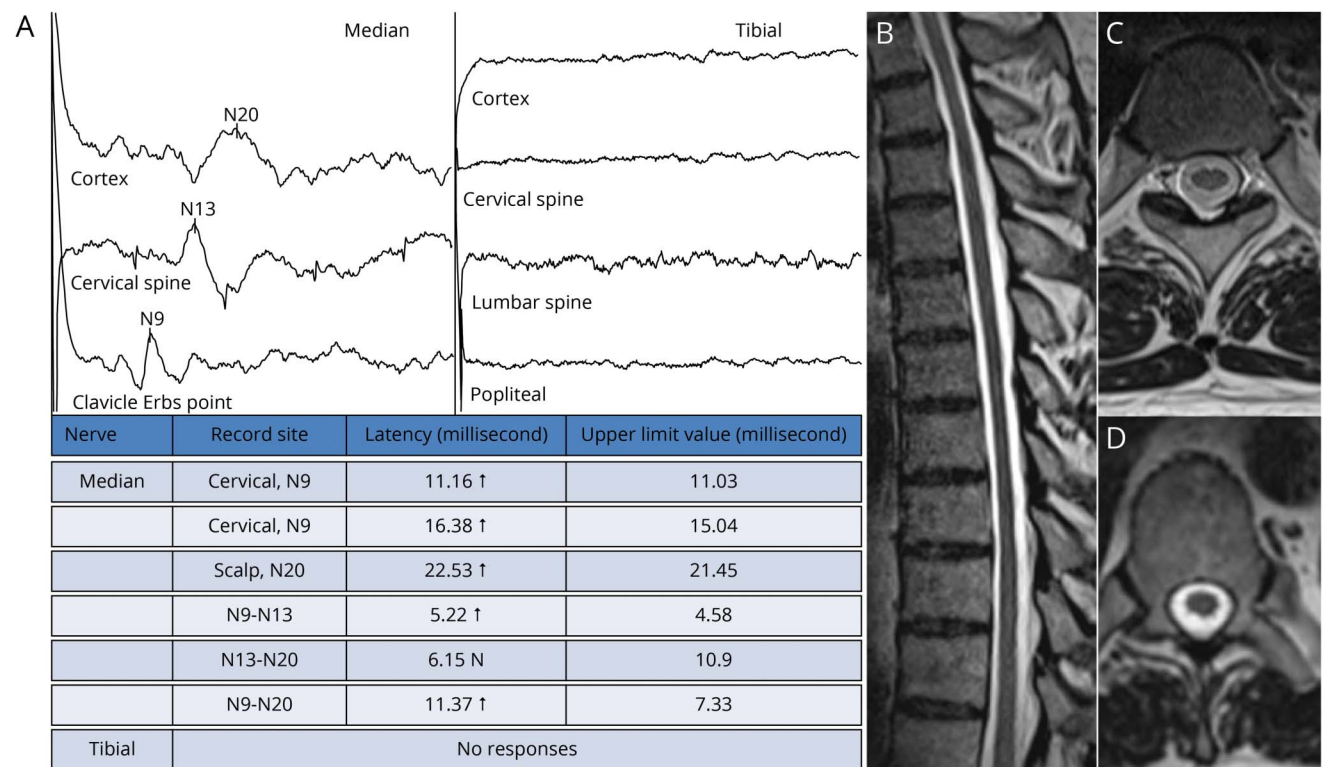 A
Median
N20
Cortex
N13
Cervical spine
N9
Clavicle Erbs point
Tibial
Cortex
Cervical spine
Lumbar spine
Popliteal
Nerve Record site Latency (millisecond) Upper limit value (millisecond)
Median Cervical, N9 11.16 ↑ 11.03
Cervical, N9 16.38 ↑ 15.04
Scalp, N20 22.53 ↑ 21.45
N9-N13 5.22 ↑ 4.58
N13-N20 6.15 N 10.9
N9-N20 11.37 ↑ 7.33
Tibial No responses
B
C
D